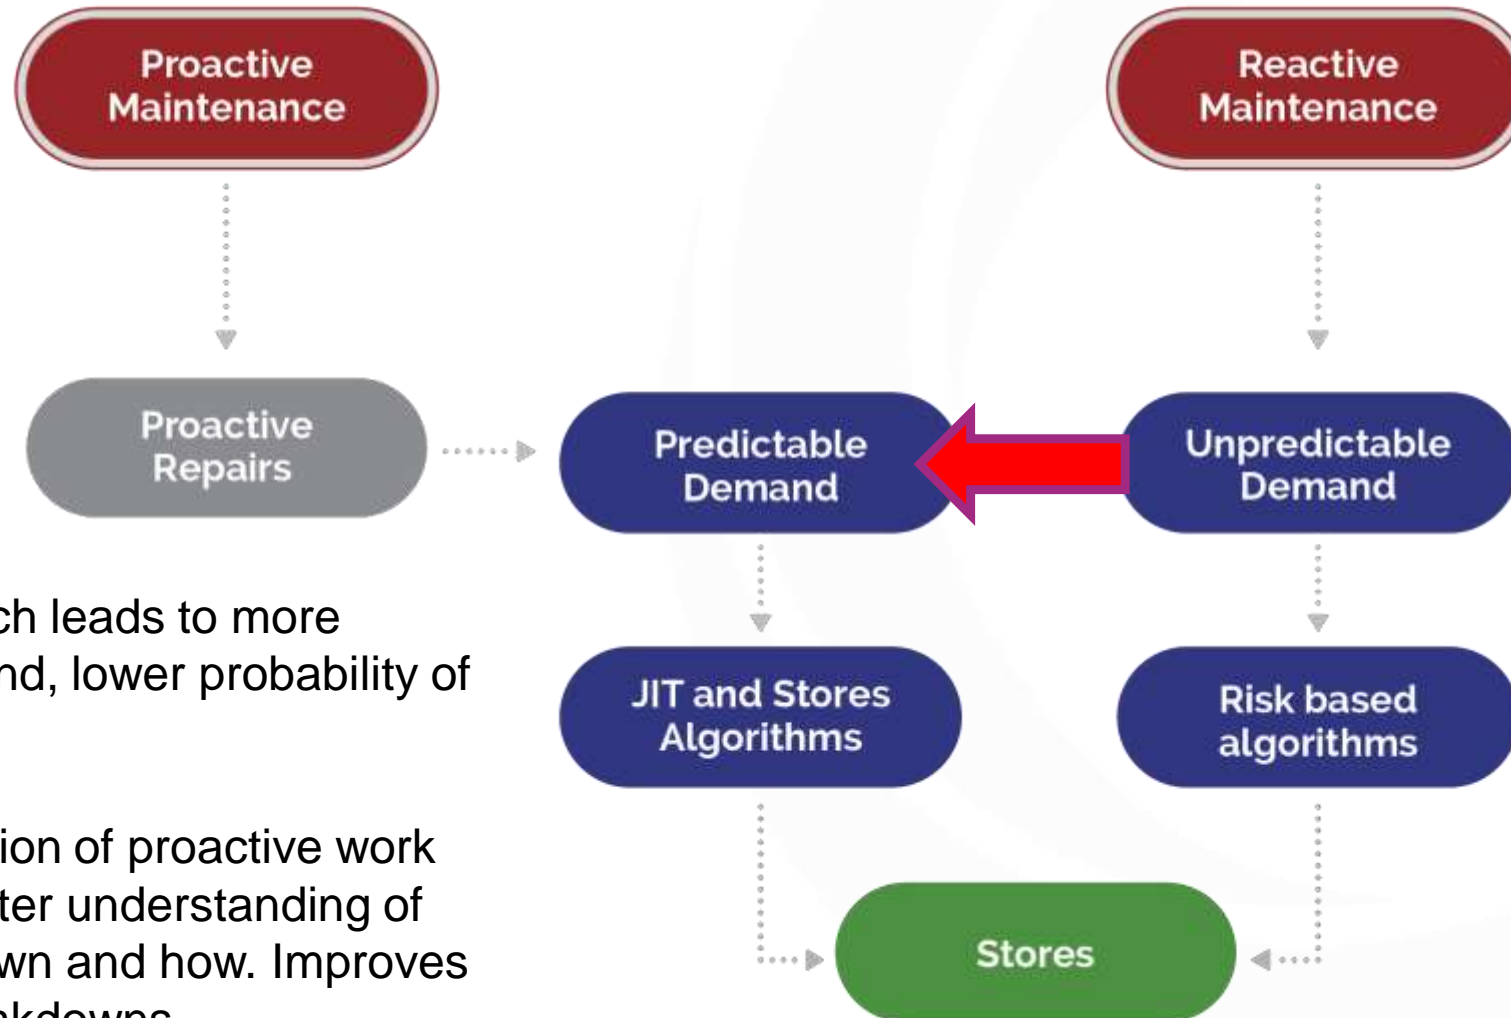 Proactive
Maintenance
Reactive
Maintenance
Proactive
Repairs
Predictable
Demand
Unpredictable
Demand
ch leads to more
nd, lower probability of
JIT and Stores
Algorithms
Risk based
algorithms
ion of proactive work
ter understanding of
wn and how. Improves
akdowns
Stores